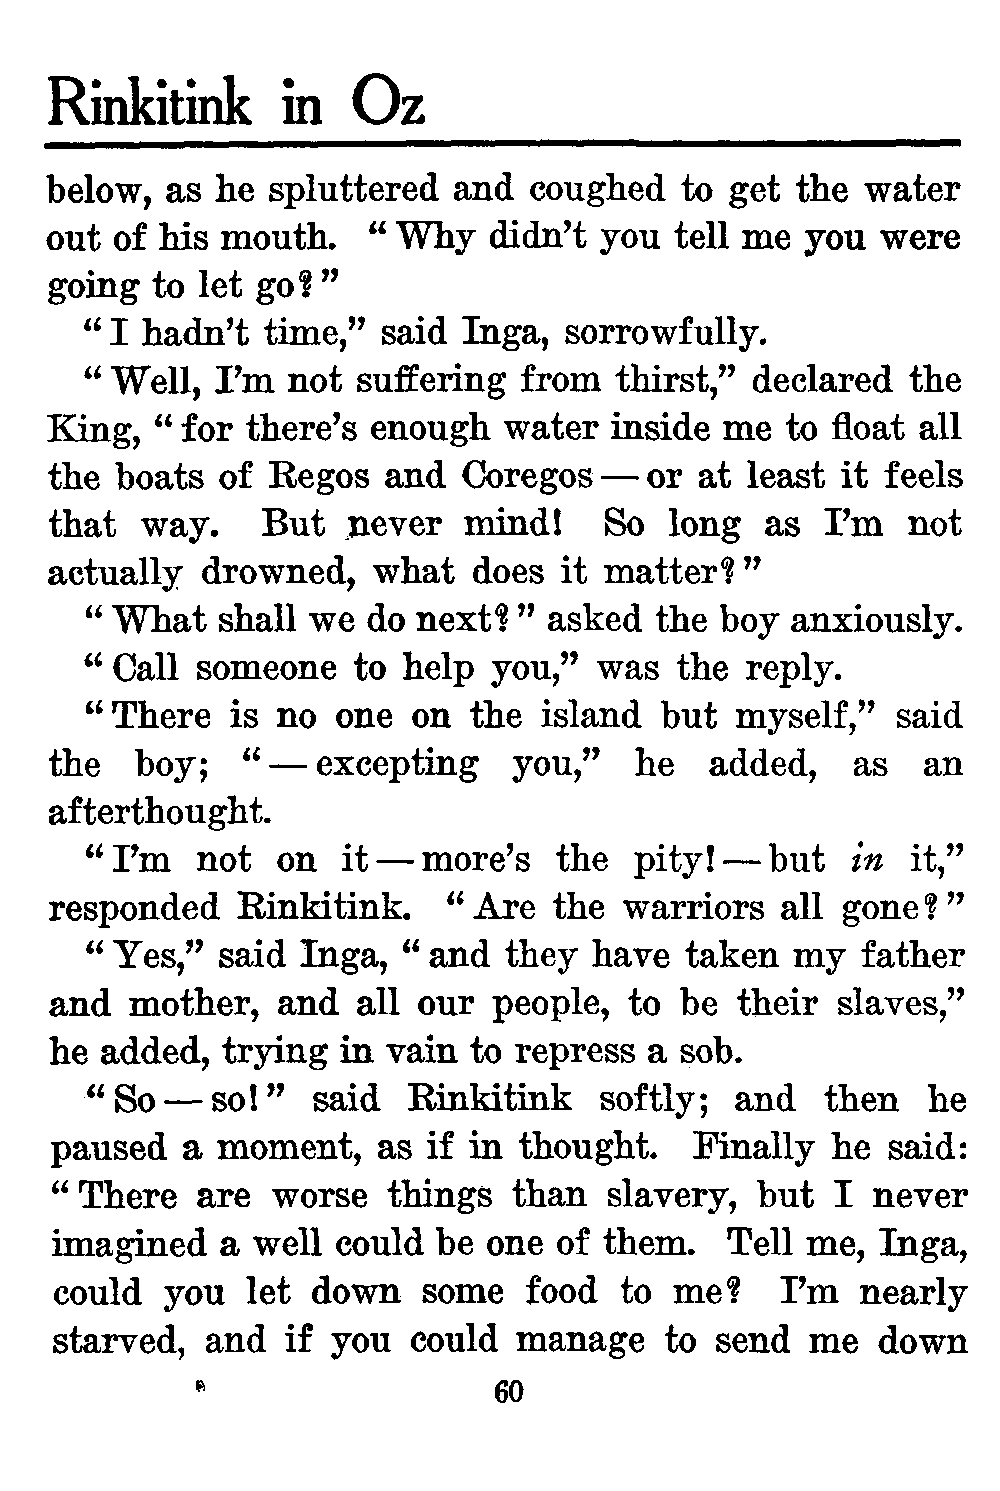 Rinkitink in Oz
below, as he spluttered and coughed to get the water
out of his mouth. “ Why didn’t you tell me you were
going to let go? ”
“ I hadn’t time,” said Inga, sorrowfully.
“ Well, I’m not suffering from thirst,” declared the
King, “ for there’s enough water inside me to float all
the boats of Regos and Coregos — or at least it feels
that way. But never mind! So long as I’m not
actually drowned, what does it matter? ”
“ What shall we do next? ” asked the boy anxiously.
“ Call someone to help you,” was the reply.
“ There is no one on the island but myself,” said
the boy; “ — excepting you,” he added, as an
afterthought.
“ I’m not on it — more’s the pity! — but in it,”
responded Rinkitink. “ Are the warriors all gone? ”
“ Yes,” said Inga, “ and they have taken my father
and mother, and all our people, to be their slaves,”
he added, trying in vain to repress a sob.
“ So — so! ” said Rinkitink softly; and then he
paused a moment, as if in thought. Finally he said:
“ There are worse things than slavery, but I never
imagined a well could be one of them. Tell me, Inga,
could you let down some food to me? I’m nearly
starved, and if you could manage to send me down
60